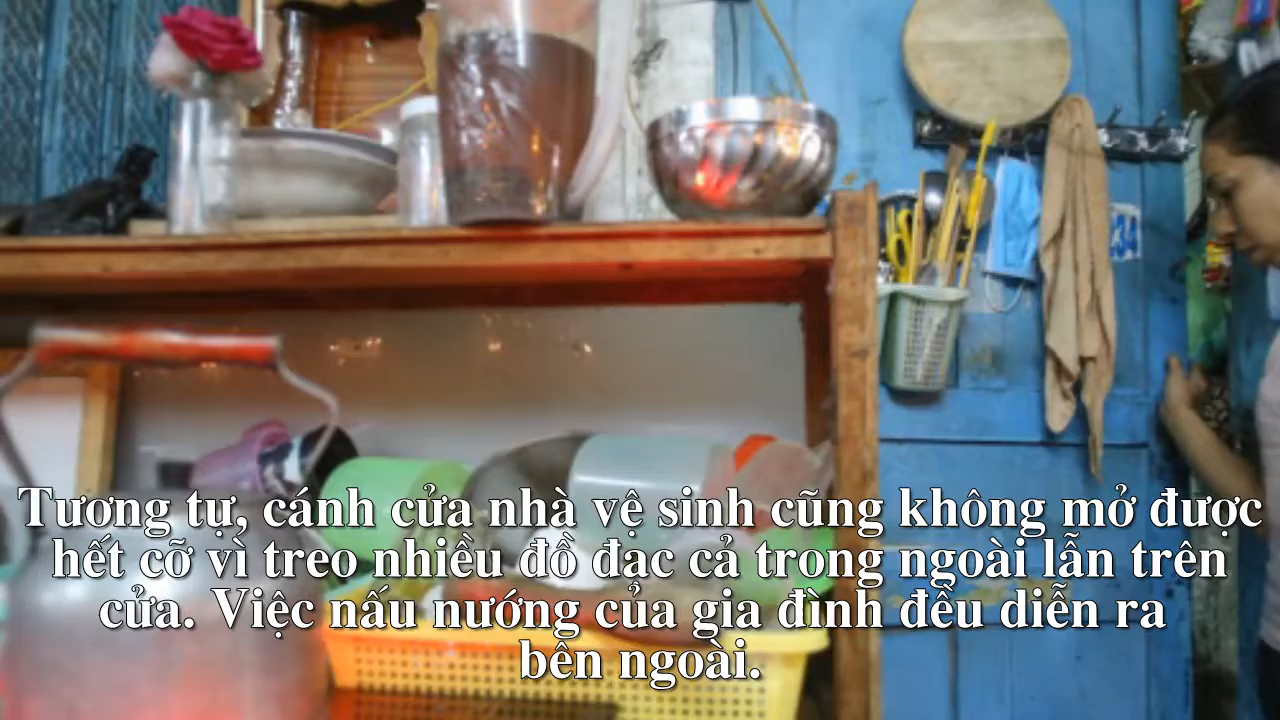 Tương tự, cánh cửa nhà vệ sinh cũng không mở được
hết cỡ vì treo nhiều đồ đạc cả trong ngoài lẫn trên
cửa. Việc nấu nướng của gia đình đều diễn ra
bên ngoài.